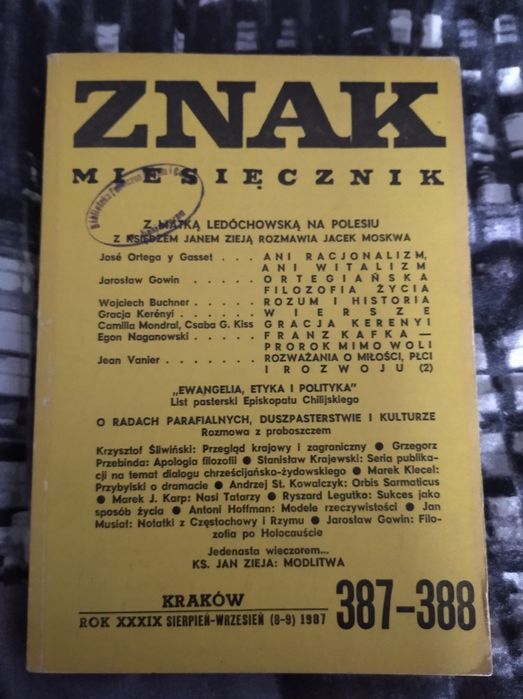 ZNAK
MIESIĘCZNIK
Z MATKĄ LEDÓCHOWSKĄ NA POLESIU
Z KSIĘDZEM JANEM ZIEJĄ ROZMAWIA JACEK MOSKWA
José Ortega y Gasset . . . ANI RACJONALIZM,
ANI WITALIZM
Jarosław Gowin . . . . . ORTEGIAŃSKA
FILOZOFIA ŻYCIA
Wojciech Buchner . . . . . ROZUM I HISTORIA
Gracja Kerényi . . . . . . WIERSZE
Camilla Mondral, Csaba G. Kiss GRACJA KERENYI
Egon Naganowski . . . . . FRANZ KAFKA —
PROROK MIMO WOLI
Jean Vanier . . . . . . . ROZWAŻANIA O MIŁOŚCI, PŁCI
I ROZWOJU (2)
„EWANGELIA, ETYKA I POLITYKA"
List pasterski Episkopatu Chilijskiego
O RADACH PARAFIALNYCH, DUSZPASTERSTWIE I KULTURZE
Rozmowa z proboszczem
Krzysztof Śliwiński: Przegląd krajowy i zagraniczny ● Grzegorz
Przebinda: Apologia filozofii ● Stanisław Krajewski: Seria publika-
cji na temat dialogu chrześcijańsko-żydowskiego ● Marek Klecel:
Przybylski o dramacie ● Andrzej St. Kowalczyk: Orbis Sarmaticus
● Marek J. Karp: Nasi Tatarzy ● Ryszard Legutko: Sukces jako
sposób życia ● Antoni Hoffman: Modele rzeczywistości ● Jan
Musiał: Notatki z Częstochowy i Rzymu ● Jarosław Gowin: Filo-
zofia po Holocauście
Jedenasta wieczorem...
KS. JAN ZIEJA: MODLITWA
KRAKÓW
ROK XXXIX SIERPIEŃ-WRZESIEŃ (8-9) 1987
387-388